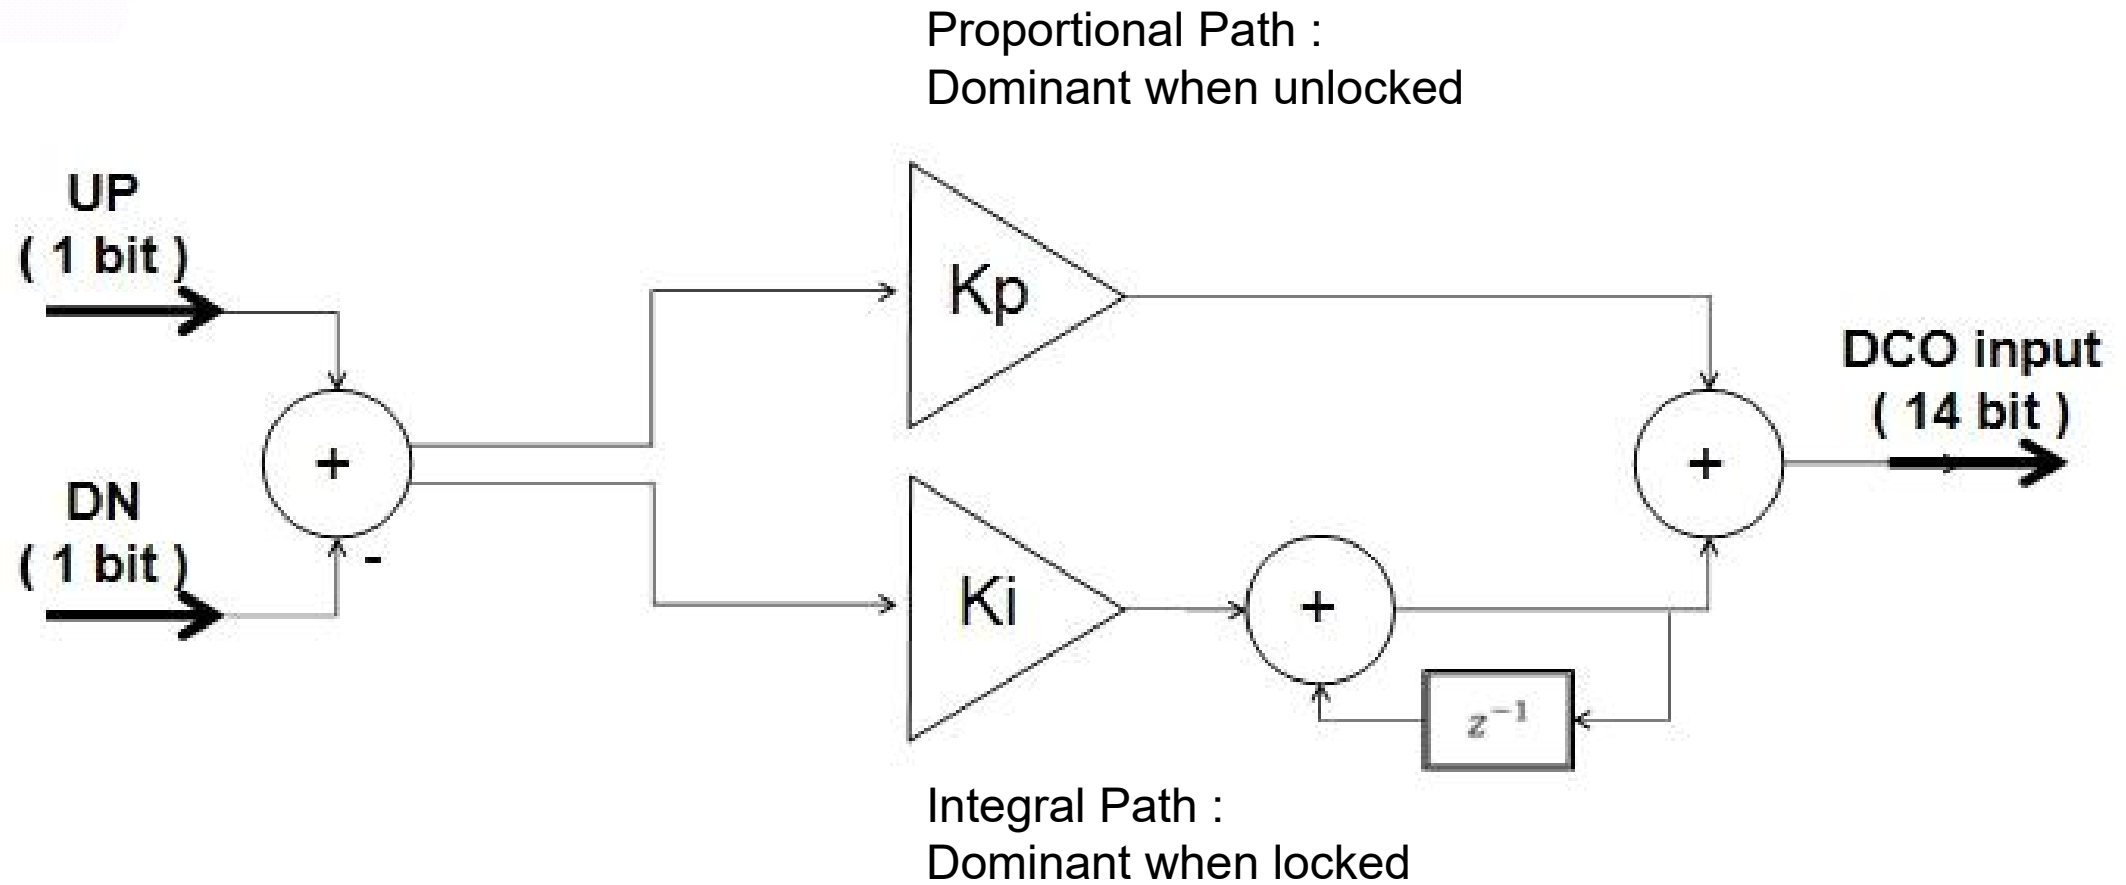 Proportional Path :
Dominant when unlocked
UP
( 1 bit )
Kp
DCO input
( 14 bit )
+
+
DN
( 1 bit )
-
Ki
+
z⁻¹
Integral Path :
Dominant when locked